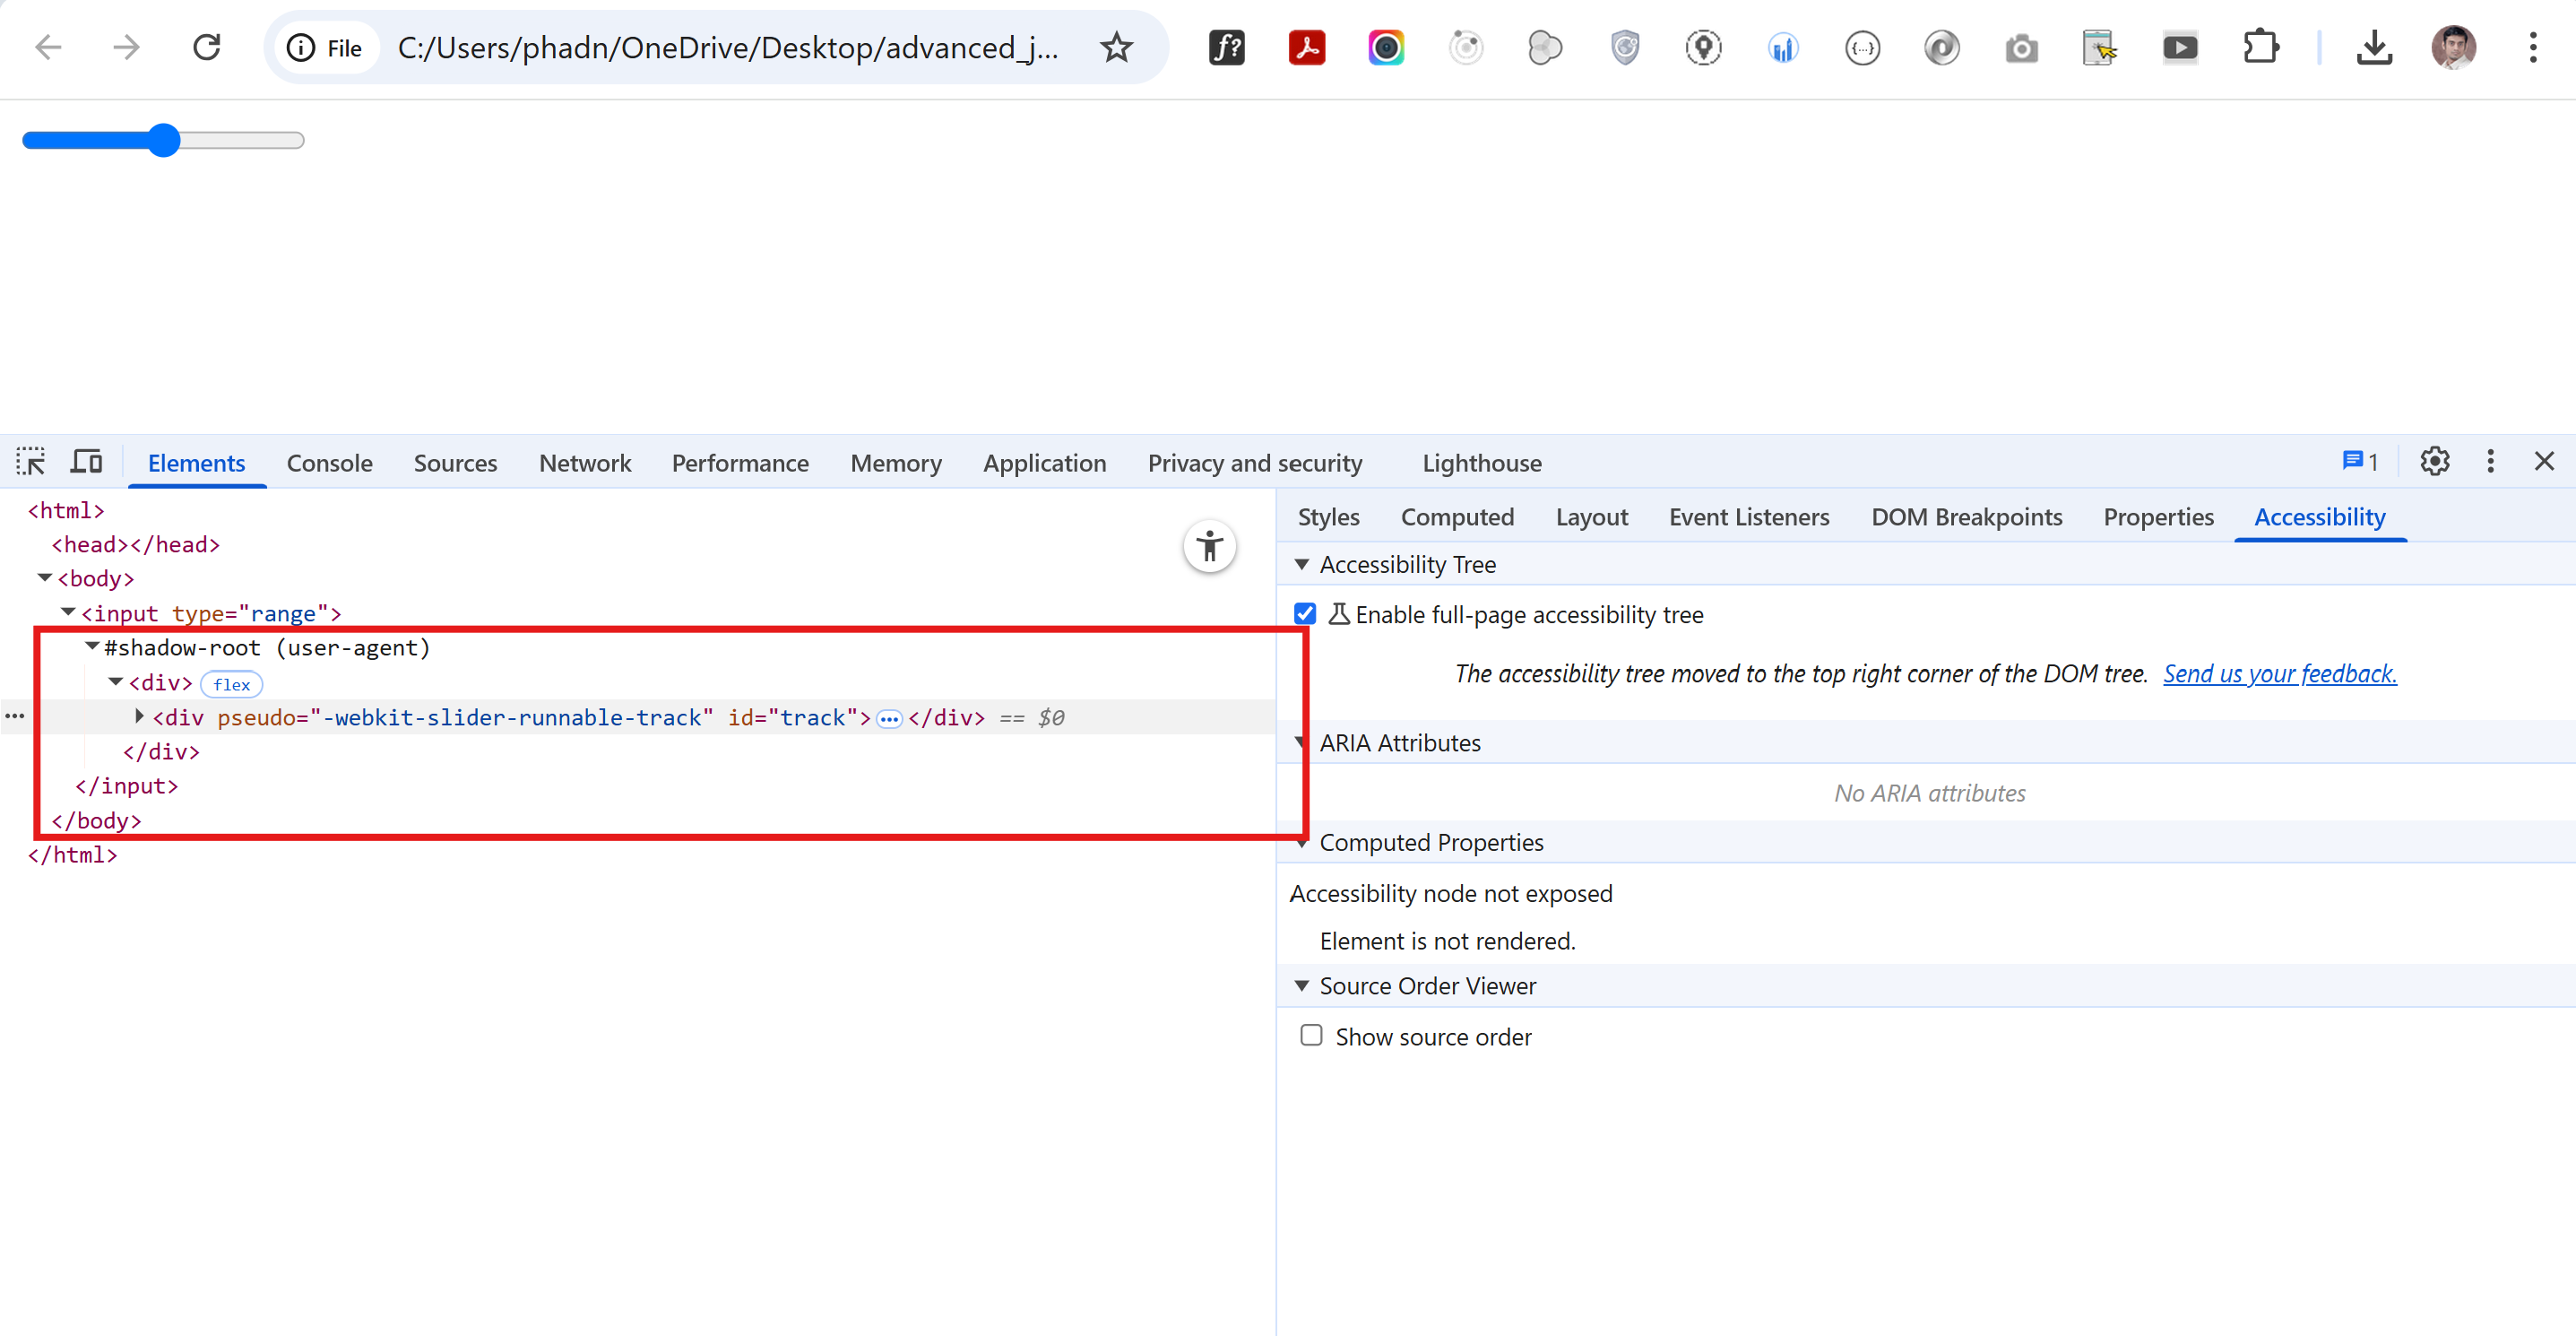 File C:/Users/phadn/OneDrive/Desktop/advanced_j... f?
Elements Console Sources Network Performance Memory Application Privacy and security Lighthouse 1
<html>
<head></head>
<body>
<input type="range">
#shadow-root (user-agent)
<div> flex
<div pseudo="-webkit-slider-runnable-track" id="track"> ••• </div> == $0
</div>
</input>
</body>
</html>
Styles Computed Layout Event Listeners DOM Breakpoints Properties Accessibility
Accessibility Tree
Enable full-page accessibility tree
The accessibility tree moved to the top right corner of the DOM tree. Send us your feedback.
ARIA Attributes
No ARIA attributes
Computed Properties
Accessibility node not exposed
Element is not rendered.
Source Order Viewer
Show source order